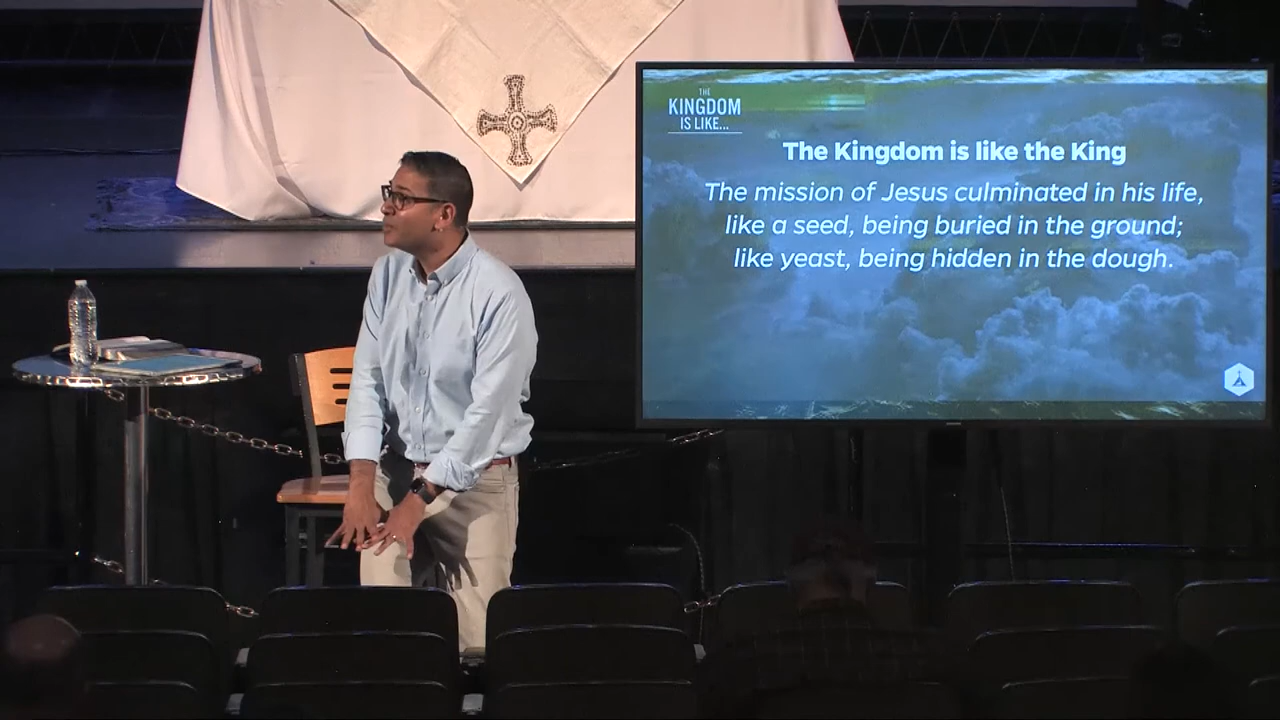 THE
KINGDOM
IS LIKE...
The Kingdom is like the King
The mission of Jesus culminated in his life,
like a seed, being buried in the ground;
like yeast, being hidden in the dough.